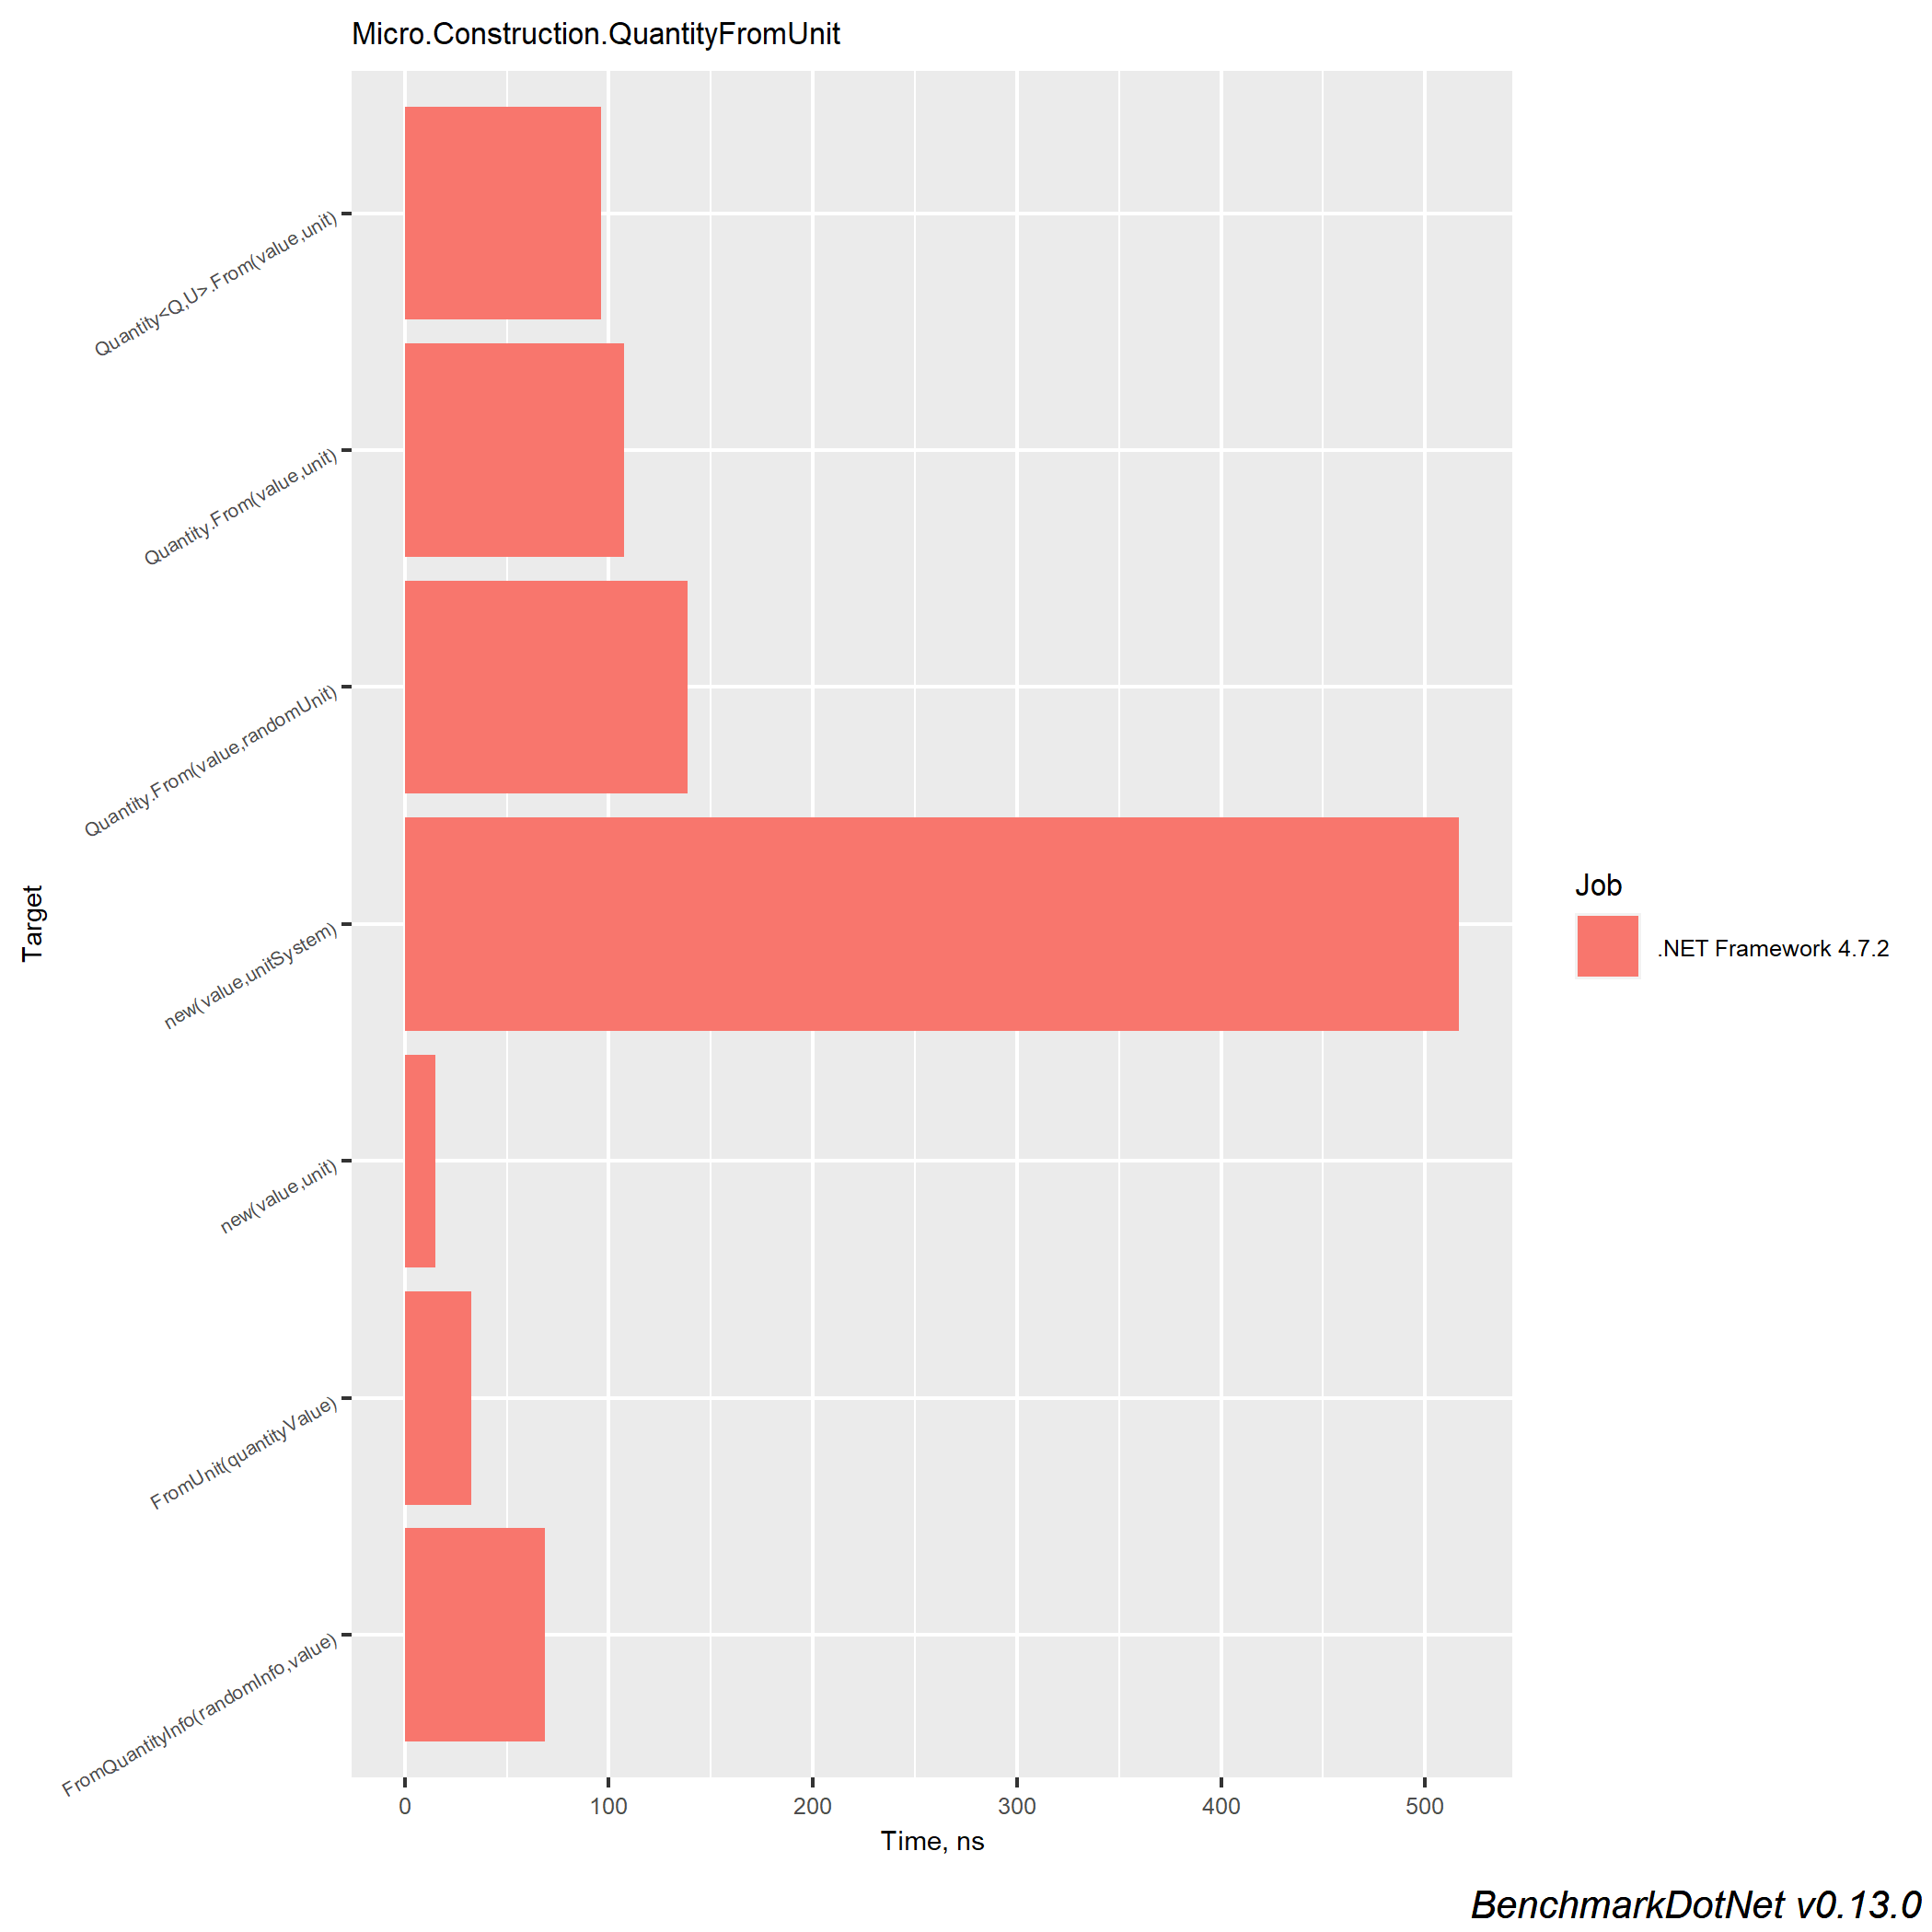 Micro.Construction.QuantityFromUnit
Quantity<Q,U>.From(value,unit)
Quantity.From(value,unit)
Quantity.From(value,randomUnit)
new(value,unitSystem)
new(value,unit)
FromUnit(quantityValue)
FromQuantityInfo(randomInfo,value)
Target
0 100 200 300 400 500
Time, ns
Job
.NET Framework 4.7.2
BenchmarkDotNet v0.13.0